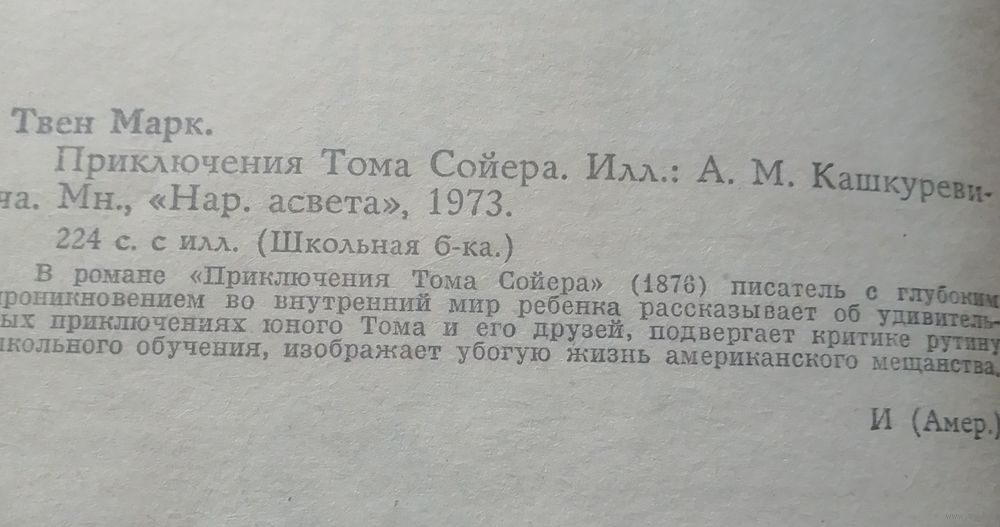 Твен Марк.
Приключения Тома Сойера. Илл.: А. М. Кашкуреви-
ча. Мн., «Нар. асвета», 1973.
224 с. с илл. (Школьная б-ка.)
В романе «Приключения Тома Сойера» (1876) писатель с глубоким
проникновением во внутренний мир ребенка рассказывает об удивитель-
ых приключениях юного Тома и его друзей, подвергает критике рутину
школьного обучения, изображает убогую жизнь американского мещанства.
И (Амер.)